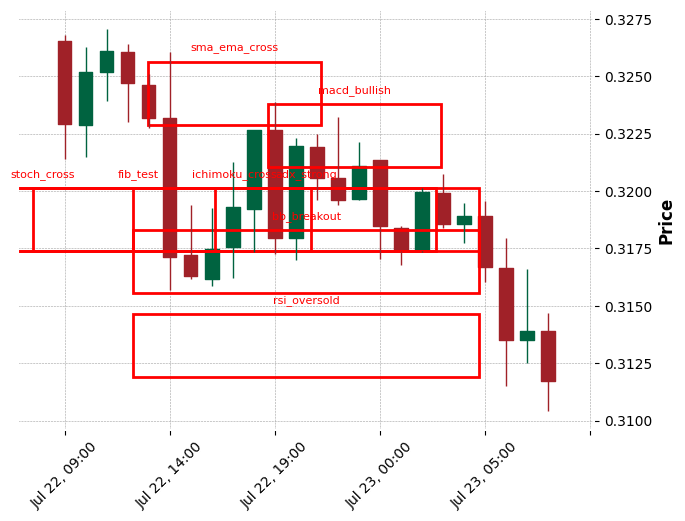 0.3275
sma_ema_cross
0.3250
macd_bullish
0.3225
stoch_cross
fib_test
0.3200
0.3175
Price
rsi_oversold
0.3150
0.3125
0.3100
Jul 22, 09:00
Jul 22, 14:00
Jul 22, 19:00
Jul 23, 00:00
Jul 23, 05:00